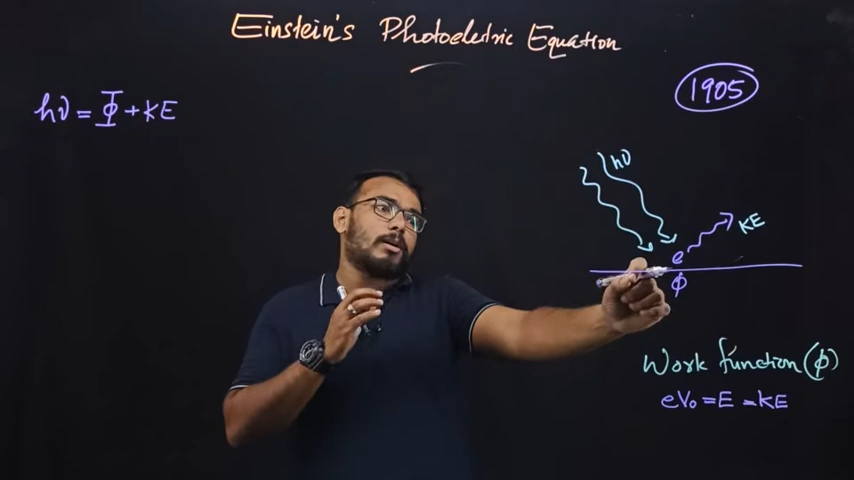 Einstein's Photoelectric Equation
1905
hν = Φ + KE
hν
KE
e
ϕ
Work function (ϕ)
eV₀ = E = KE